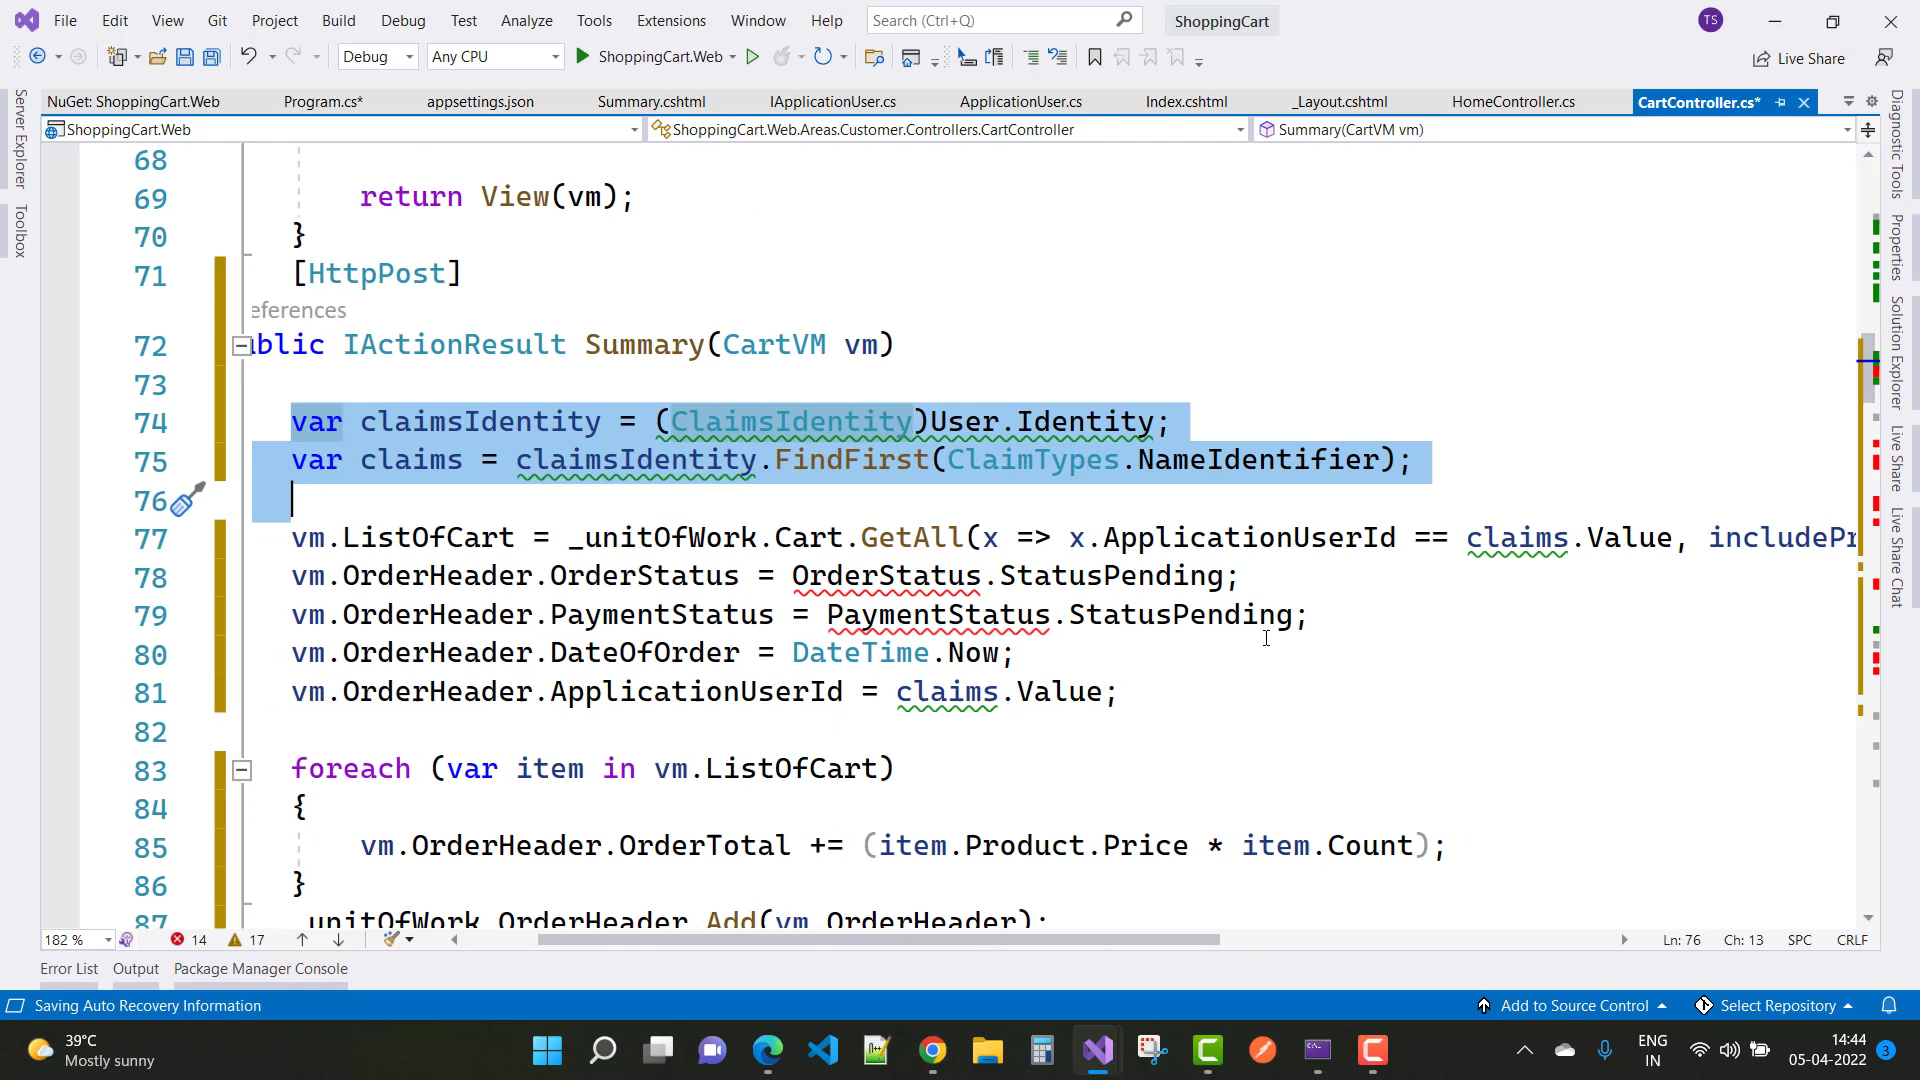 File Edit View Git Project Build Debug Test Analyze Tools Extensions Window Help Search (Ctrl+Q) ShoppingCart TS
Debug Any CPU ShoppingCart.Web Live Share
NuGet: ShoppingCart.Web Program.cs* appsettings.json Summary.cshtml IApplicationUser.cs ApplicationUser.cs Index.cshtml _Layout.cshtml HomeController.cs CartController.cs*
ShoppingCart.Web ShoppingCart.Web.Areas.Customer.Controllers.CartController Summary(CartVM vm)
Server Explorer
Toolbox
68
69 return View(vm);
70 }
71 [HttpPost]
eferences
72 blic IActionResult Summary(CartVM vm)
73
74 var claimsIdentity = (ClaimsIdentity)User.Identity;
75 var claims = claimsIdentity.FindFirst(ClaimTypes.NameIdentifier);
76
77 vm.ListOfCart = _unitOfWork.Cart.GetAll(x => x.ApplicationUserId == claims.Value, includePr
78 vm.OrderHeader.OrderStatus = OrderStatus.StatusPending;
79 vm.OrderHeader.PaymentStatus = PaymentStatus.StatusPending;
80 vm.OrderHeader.DateOfOrder = DateTime.Now;
81 vm.OrderHeader.ApplicationUserId = claims.Value;
82
83 foreach (var item in vm.ListOfCart)
84 {
85 vm.OrderHeader.OrderTotal += (item.Product.Price * item.Count);
86 }
87 _unitOfWork.OrderHeader.Add(vm.OrderHeader);
Diagnostic Tools
Properties
Solution Explorer
Live Share
Live Share Chat
182 % 14 17 Ln: 76 Ch: 13 SPC CRLF
Error List Output Package Manager Console
Saving Auto Recovery Information Add to Source Control Select Repository
39°C
Mostly sunny
ENG
IN
14:44
05-04-2022
3